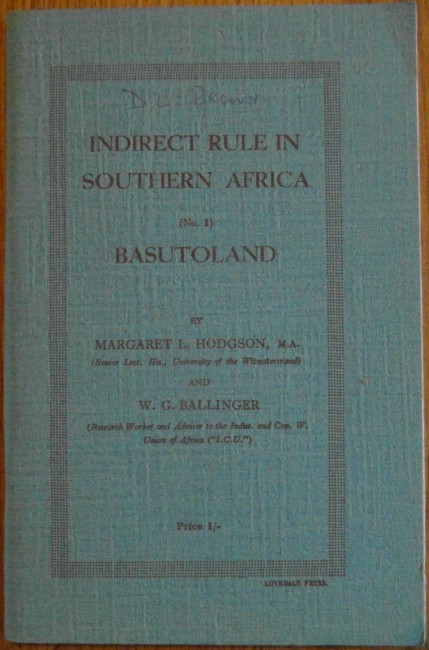 D. L. Brown
INDIRECT RULE IN
SOUTHERN AFRICA
(No. 1)
BASUTOLAND
BY
MARGARET L. HODGSON, M.A.
(Senior Lect. His., University of the Witwatersrand)
AND
W. G. BALLINGER
(Research Worker and Adviser to the Indus. and Com. W.
Union of Africa ("I.C.U.")
Price 1/-
LOVEDALE PRESS.